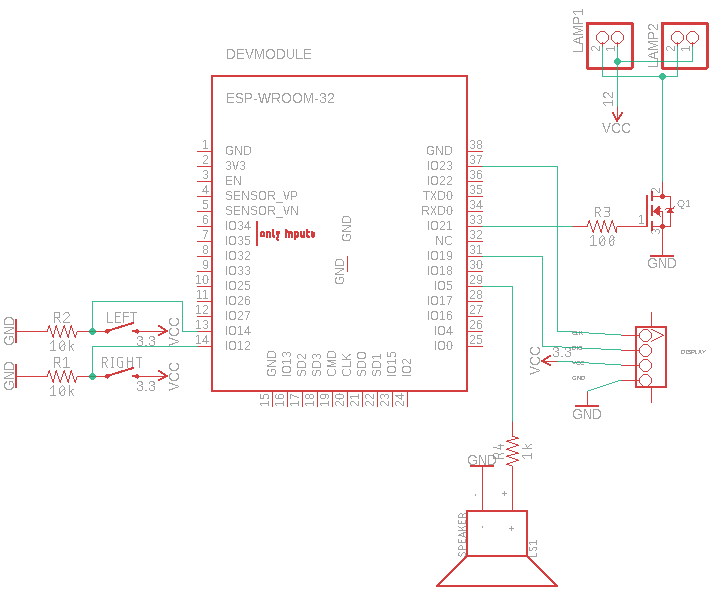 LAMP1
LAMP2
2
1
2
1
12
VCC
DEVMODULE
ESP-WROOM-32
1
GND
GND
38
2
3V3
IO23
37
3
EN
IO22
36
4
SENSOR_VP
TXD0
35
5
SENSOR_VN
RXD0
34
6
IO34
IO21
33
7
IO35
NC
32
8
IO32
IO19
31
9
IO33
IO18
30
10
IO25
IO5
29
11
IO26
IO17
28
12
IO27
IO16
27
13
IO14
IO4
26
14
IO12
IO0
25
only inputs
GND
GND
GND
IO13
SD2
SD3
CMD
CLK
SD0
SD1
IO15
IO2
15
16
17
18
19
20
21
22
23
24
R3
100
1
2
3
Q1
GND
GND
R2
10k
LEFT
3.3
VCC
GND
R1
10k
RIGHT
3.3
VCC
CLK
DIO
VCC
GND
VCC
3.3
DISPLAY
GND
GND
R4
1k
-
+
-
+
SPEAKER
LS1